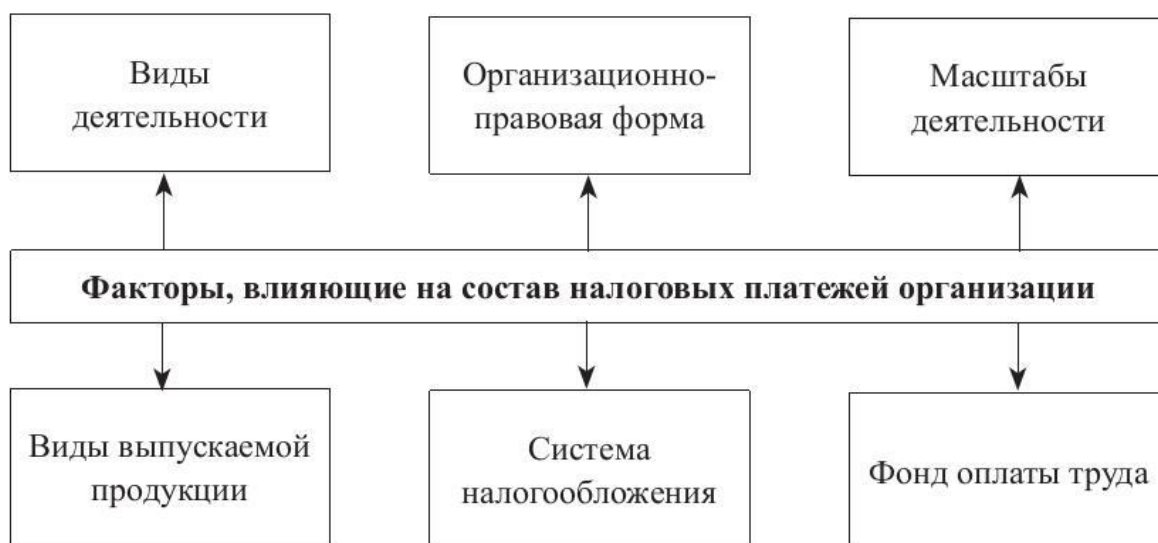 Виды
деятельности
Организационно-
правовая форма
Масштабы
деятельности
Факторы, влияющие на состав налоговых платежей организации
Виды выпускаемой
продукции
Система
налогообложения
Фонд оплаты труда